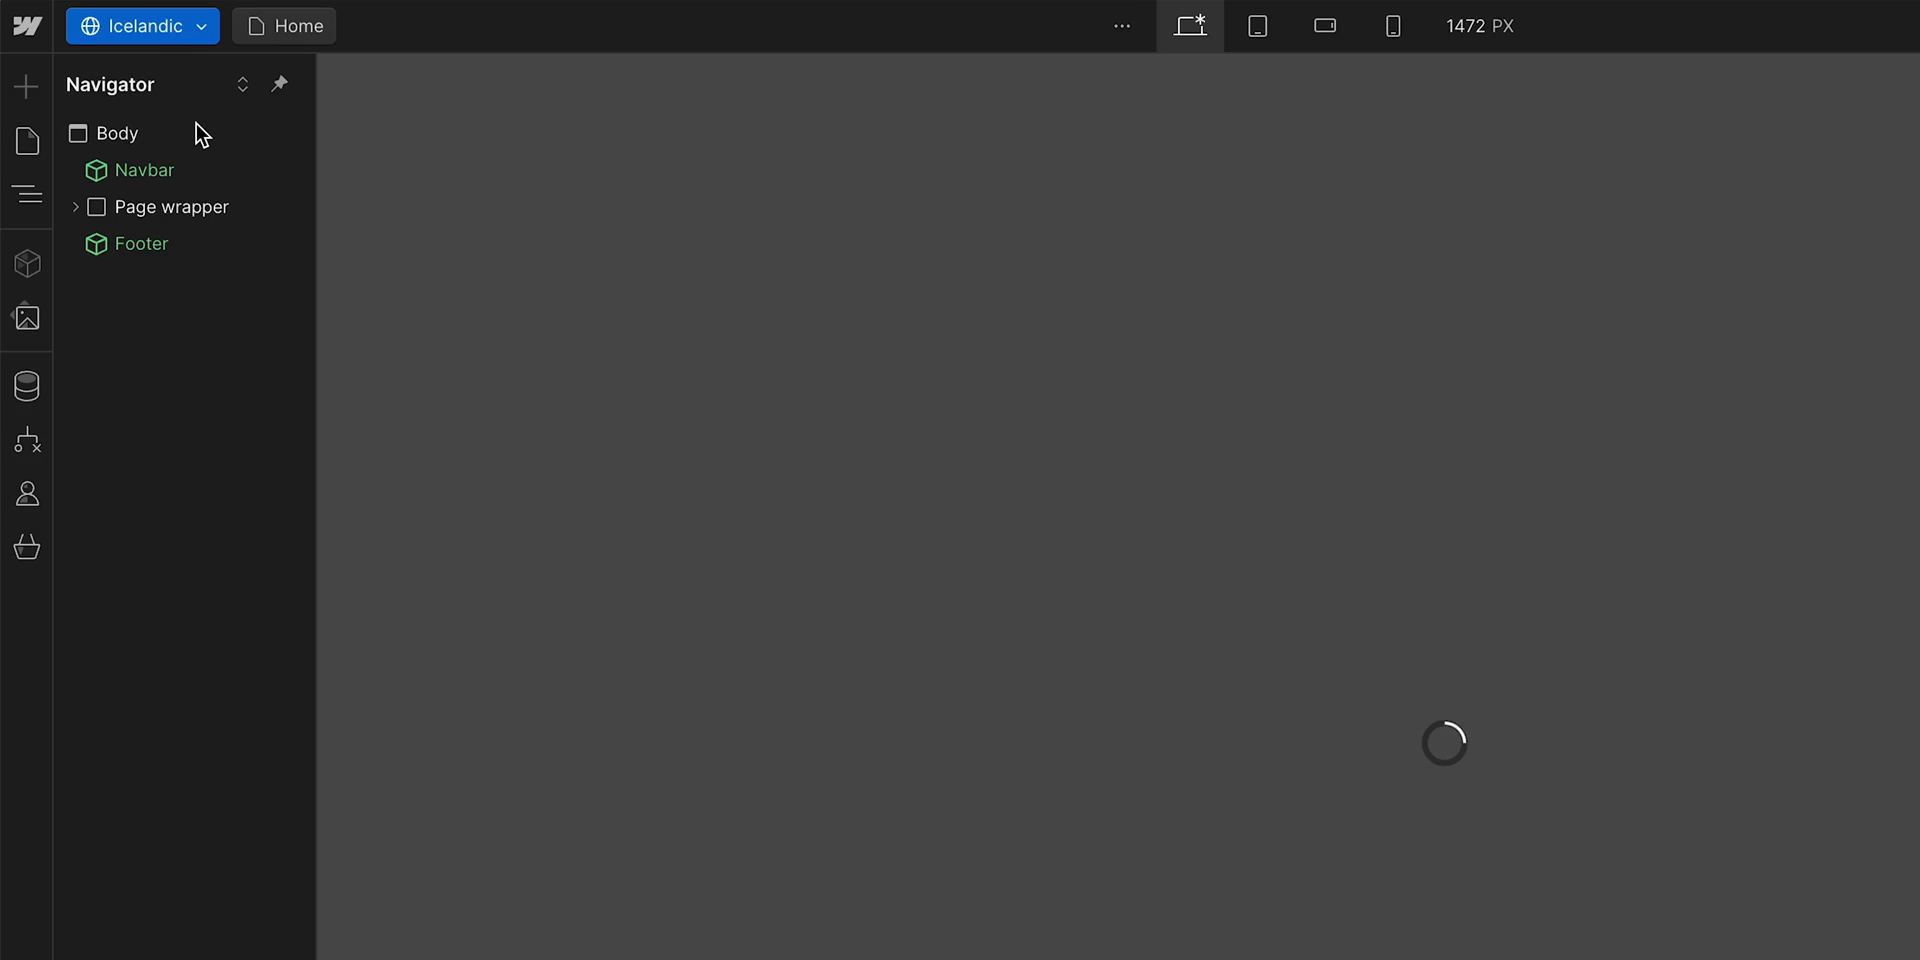 Icelandic
Home
1472 PX
Navigator
Body
Navbar
Page wrapper
Footer